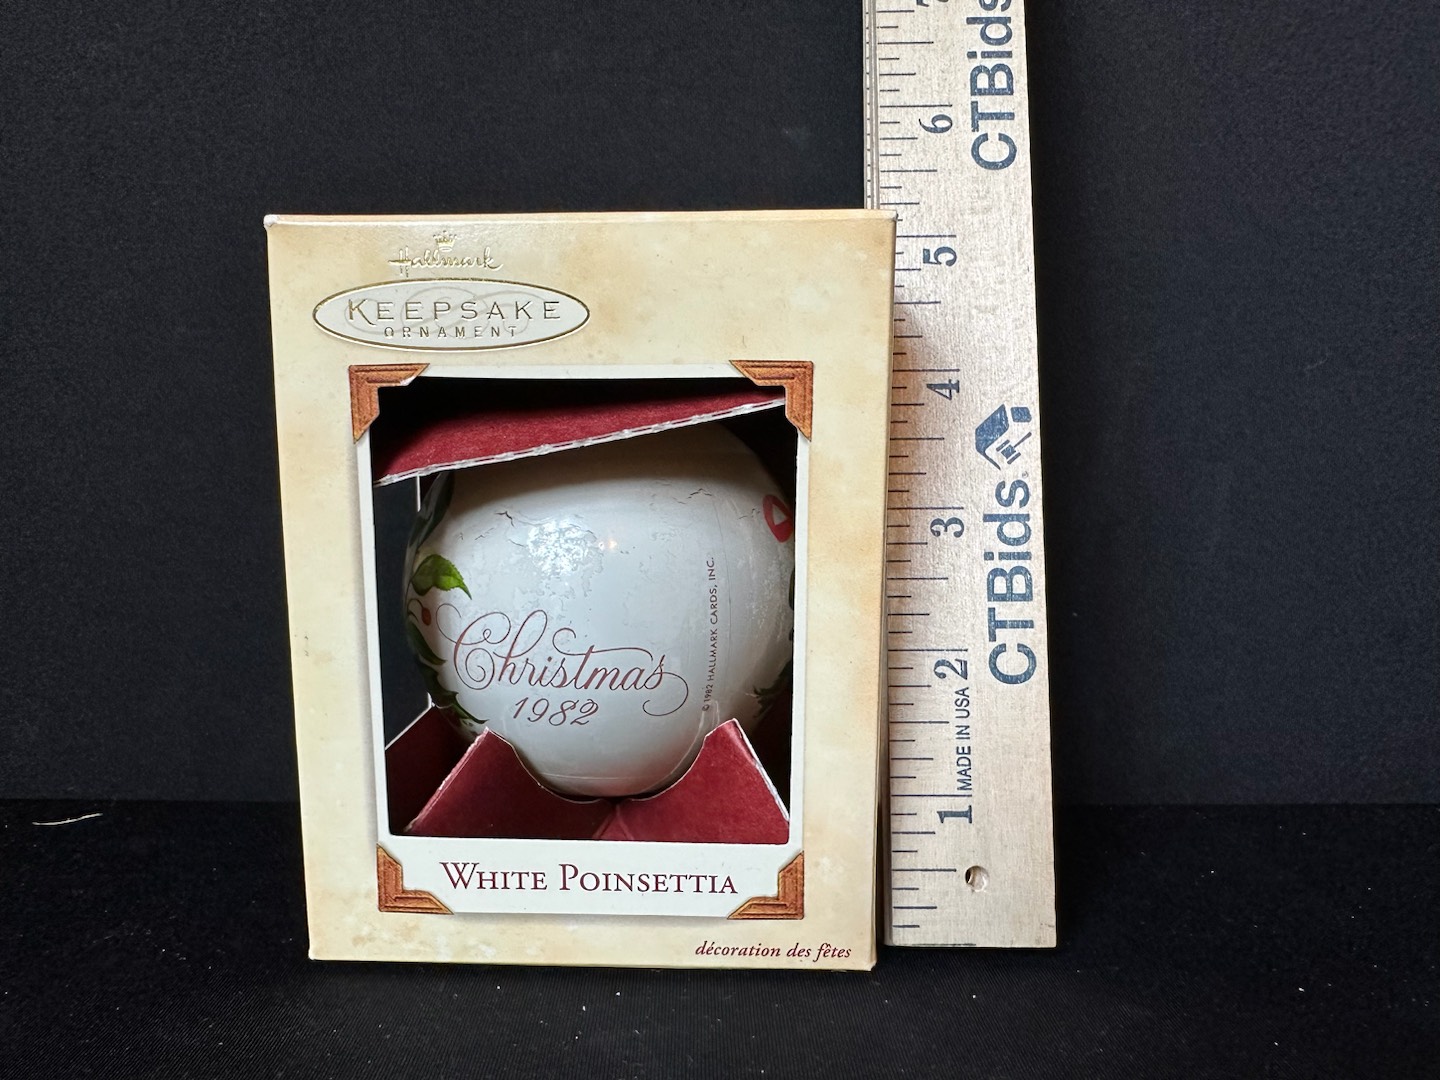 Hallmark
KEEPSAKE
ORNAMENT
Christmas
1982
© 1982 HALLMARK CARDS, INC.
WHITE POINSETTIA
décoration des fêtes
CTBids
CTBids
MADE IN USA
7
6
5
4
3
2
1